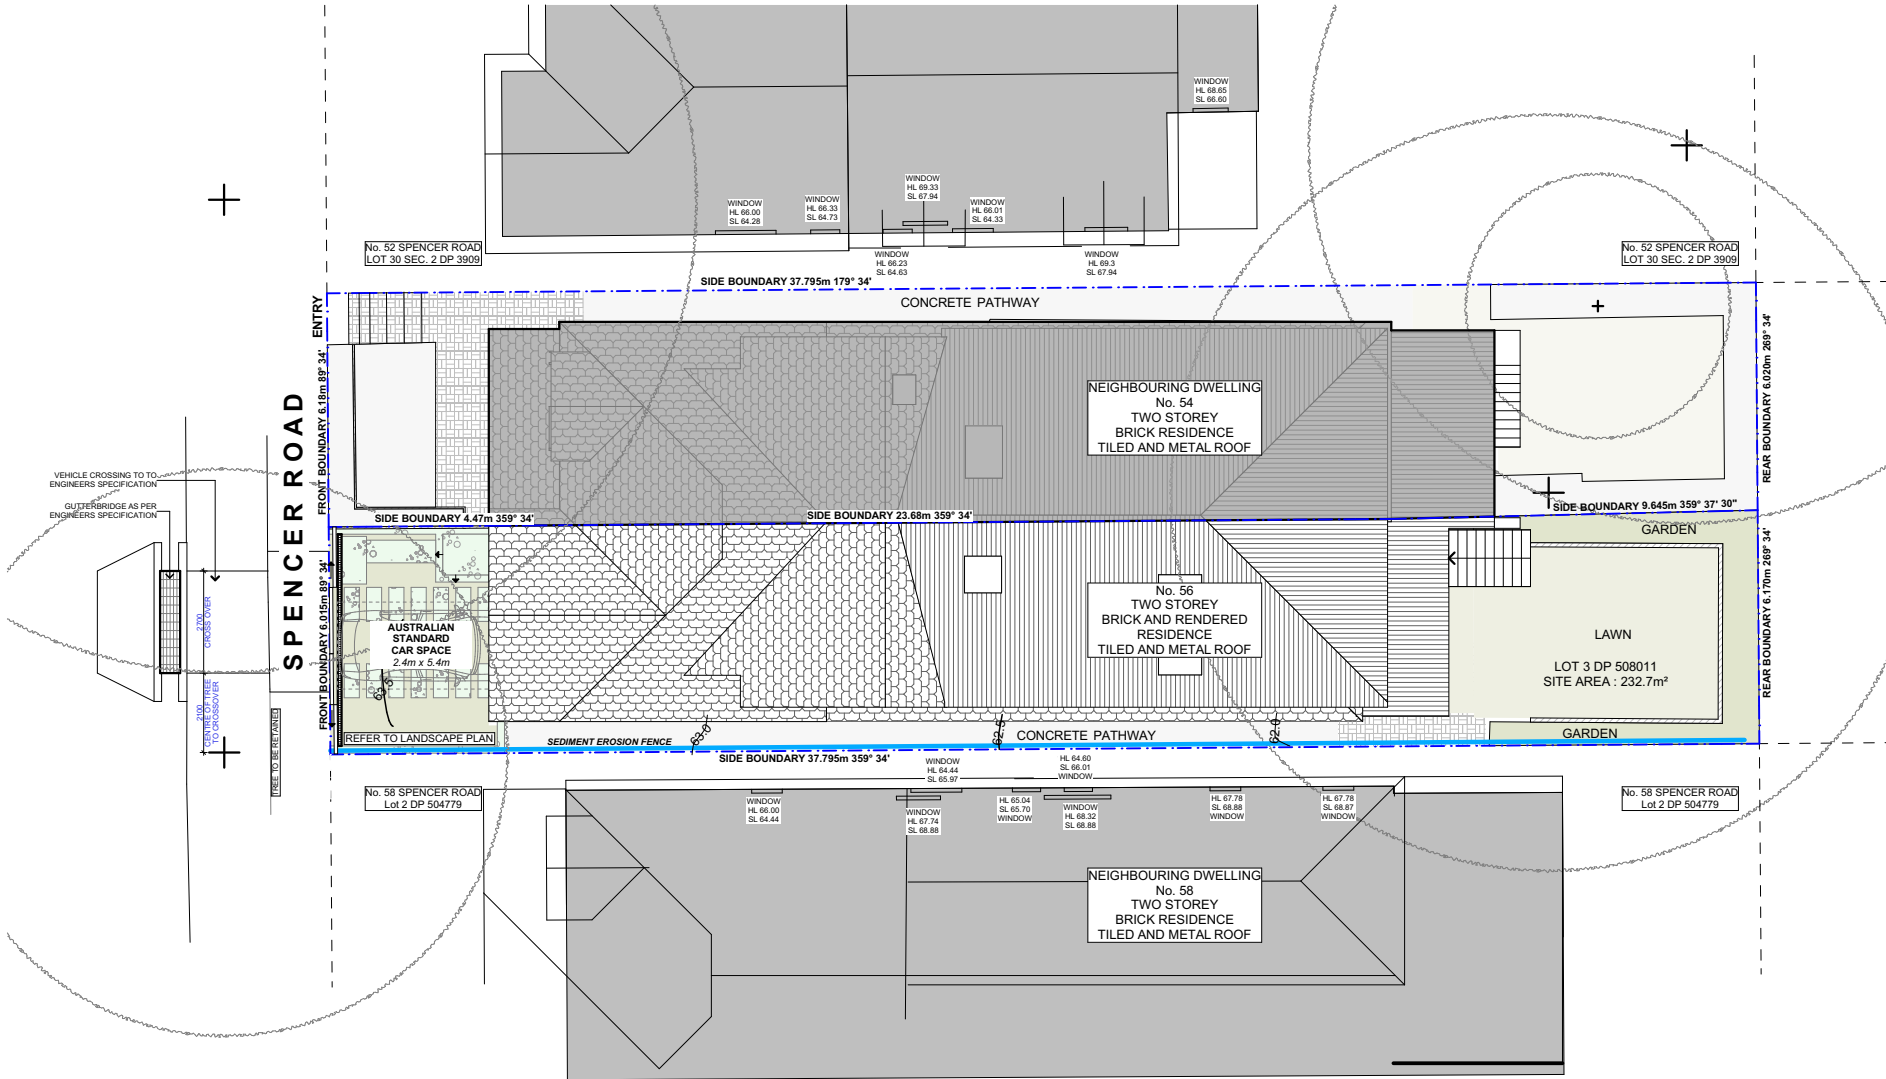 WINDOW
HL 68.65
SL 66.60
WINDOW
HL 69.33
SL 67.94
WINDOW
HL 66.00
SL 64.28
WINDOW
HL 66.33
SL 64.73
WINDOW
HL 66.01
SL 64.33
No. 52 SPENCER ROAD
LOT 30 SEC. 2 DP 3909
WINDOW
HL 66.23
SL 64.63
WINDOW
HL 69.3
SL 67.94
No. 52 SPENCER ROAD
LOT 30 SEC. 2 DP 3909
SIDE BOUNDARY 37.795m 179° 34'
CONCRETE PATHWAY
ENTRY
FRONT BOUNDARY 6.18m 89° 34'
SPENCER ROAD
NEIGHBOURING DWELLING
No. 54
TWO STOREY
BRICK RESIDENCE
TILED AND METAL ROOF
REAR BOUNDARY 6.020m 269° 34'
VEHICLE CROSSING TO TO
ENGINEERS SPECIFICATION
GUTTERBRIDGE AS PER
ENGINEERS SPECIFICATION
SIDE BOUNDARY 4.47m 359° 34'
SIDE BOUNDARY 23.68m 359° 34'
SIDE BOUNDARY 9.645m 359° 37' 30"
GARDEN
FRONT BOUNDARY 6.015m 89° 34'
2700
CROSS OVER
AUSTRALIAN
STANDARD
CAR SPACE
2.4m x 5.4m
63.5
No. 56
TWO STOREY
BRICK AND RENDERED
RESIDENCE
TILED AND METAL ROOF
LAWN
LOT 3 DP 508011
SITE AREA : 232.7m²
REAR BOUNDARY 6.170m 269° 34'
2100
CENTRE OF TREE
TO CROSSOVER
TREE TO BE RETAINED
REFER TO LANDSCAPE PLAN
SEDIMENT EROSION FENCE
63.0
62.5
62.0
CONCRETE PATHWAY
GARDEN
SIDE BOUNDARY 37.795m 359° 34'
WINDOW
HL 64.44
SL 65.97
HL 64.60
SL 66.01
WINDOW
No. 58 SPENCER ROAD
Lot 2 DP 504779
WINDOW
HL 66.00
SL 64.44
WINDOW
HL 67.74
SL 68.88
HL 65.04
SL 65.70
WINDOW
WINDOW
HL 68.32
SL 68.88
HL 67.78
SL 68.88
WINDOW
HL 67.78
SL 68.87
WINDOW
No. 58 SPENCER ROAD
Lot 2 DP 504779
NEIGHBOURING DWELLING
No. 58
TWO STOREY
BRICK RESIDENCE
TILED AND METAL ROOF